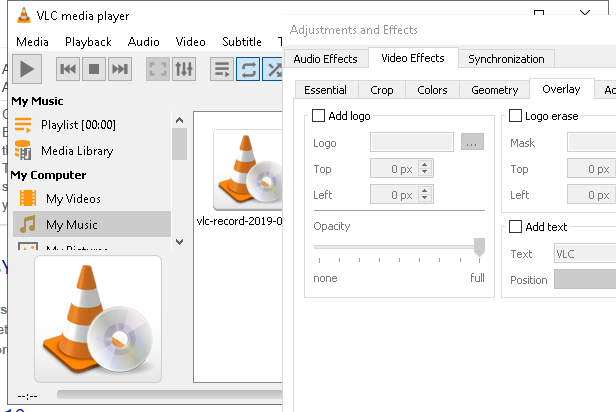 VLC media player
Media Playback Audio Video Subtitle T
My Music
Playlist [00:00]
Media Library
My Computer
My Videos
My Music
My Pictures
vlc-record-2019-0
--:--
Adjustments and Effects
Audio Effects Video Effects Synchronization
Essential Crop Colors Geometry Overlay
Add logo
Logo ...
Top 0 px
Left 0 px
Opacity
none full
Logo erase
Mask
Top 0 px
Left 0 px
Add text
Text VLC
Position